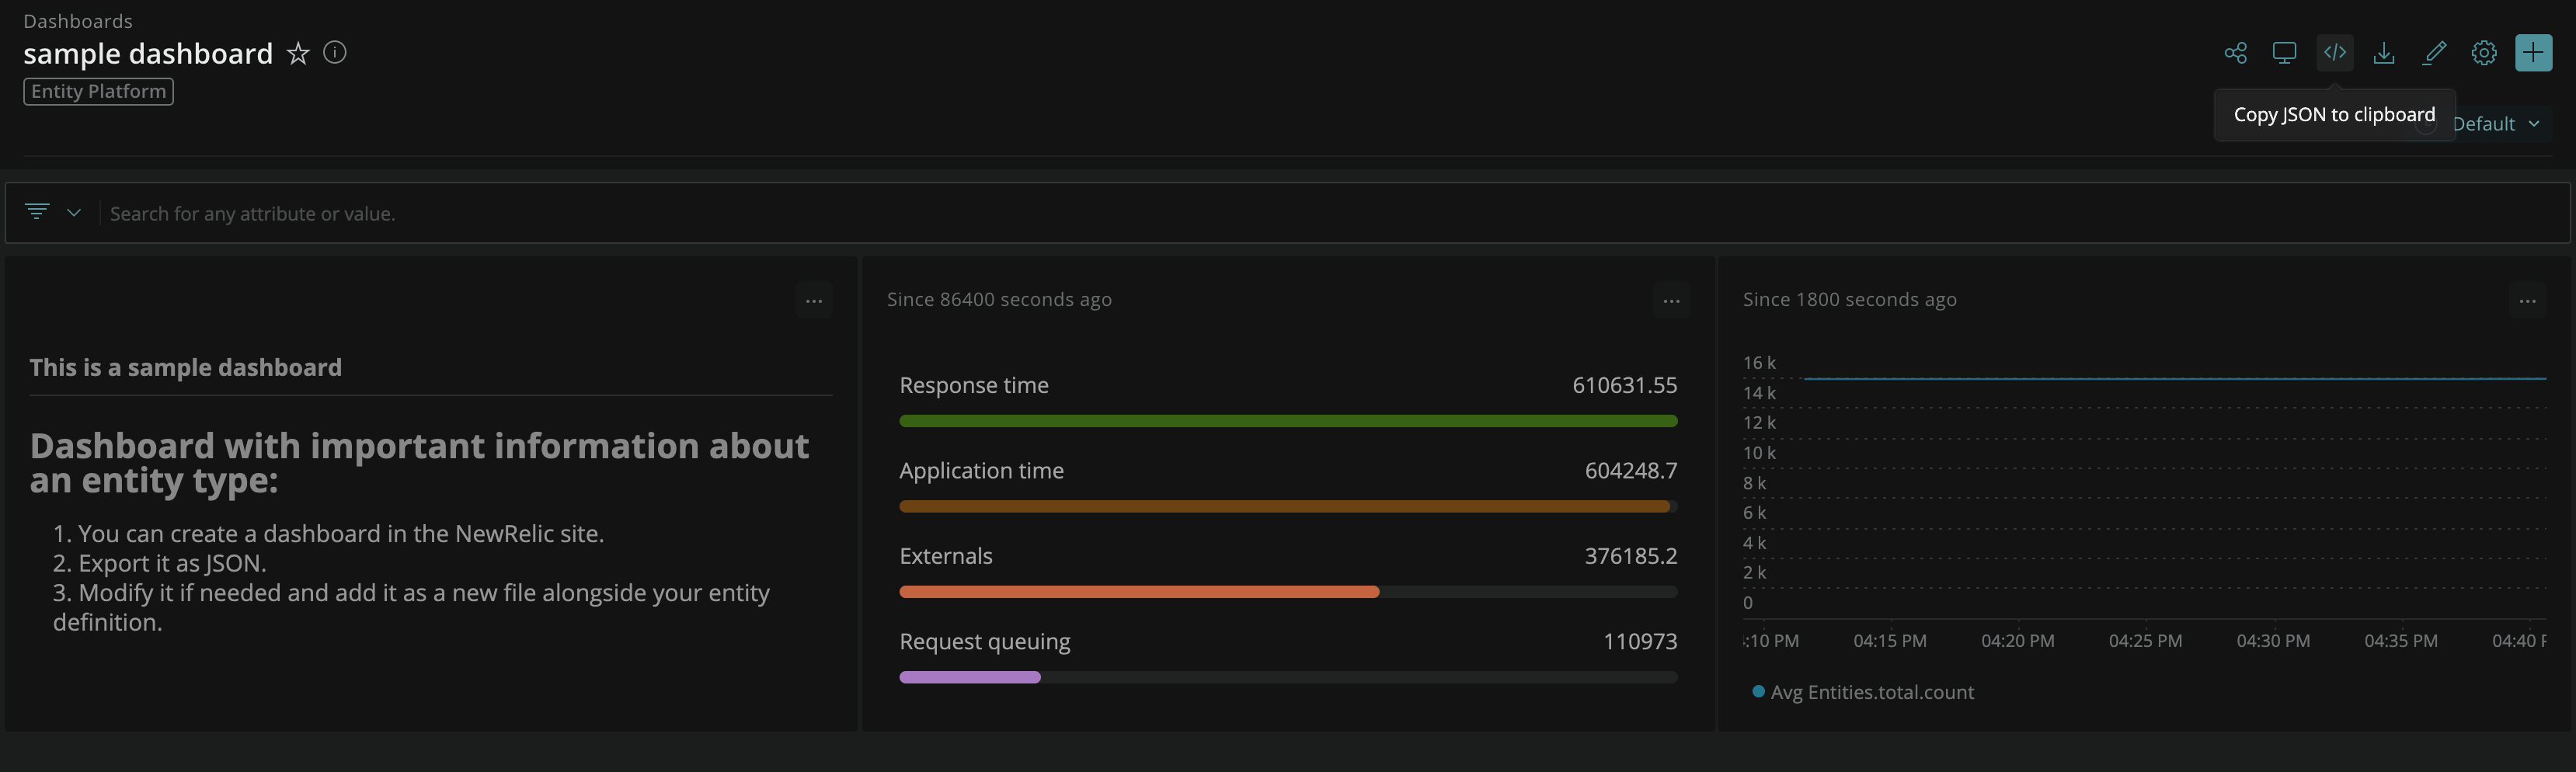 Dashboards
sample dashboard
Entity Platform
Copy JSON to clipboard
Default
Search for any attribute or value.
This is a sample dashboard
Dashboard with important information about
an entity type:
1. You can create a dashboard in the NewRelic site.
2. Export it as JSON.
3. Modify it if needed and add it as a new file alongside your entity
definition.
Since 86400 seconds ago
Response time 610631.55
Application time 604248.7
Externals 376185.2
Request queuing 110973
Since 1800 seconds ago
16 k
14 k
12 k
10 k
8 k
6 k
4 k
2 k
0
:10 PM 04:15 PM 04:20 PM 04:25 PM 04:30 PM 04:35 PM 04:40 P
Avg Entities.total.count